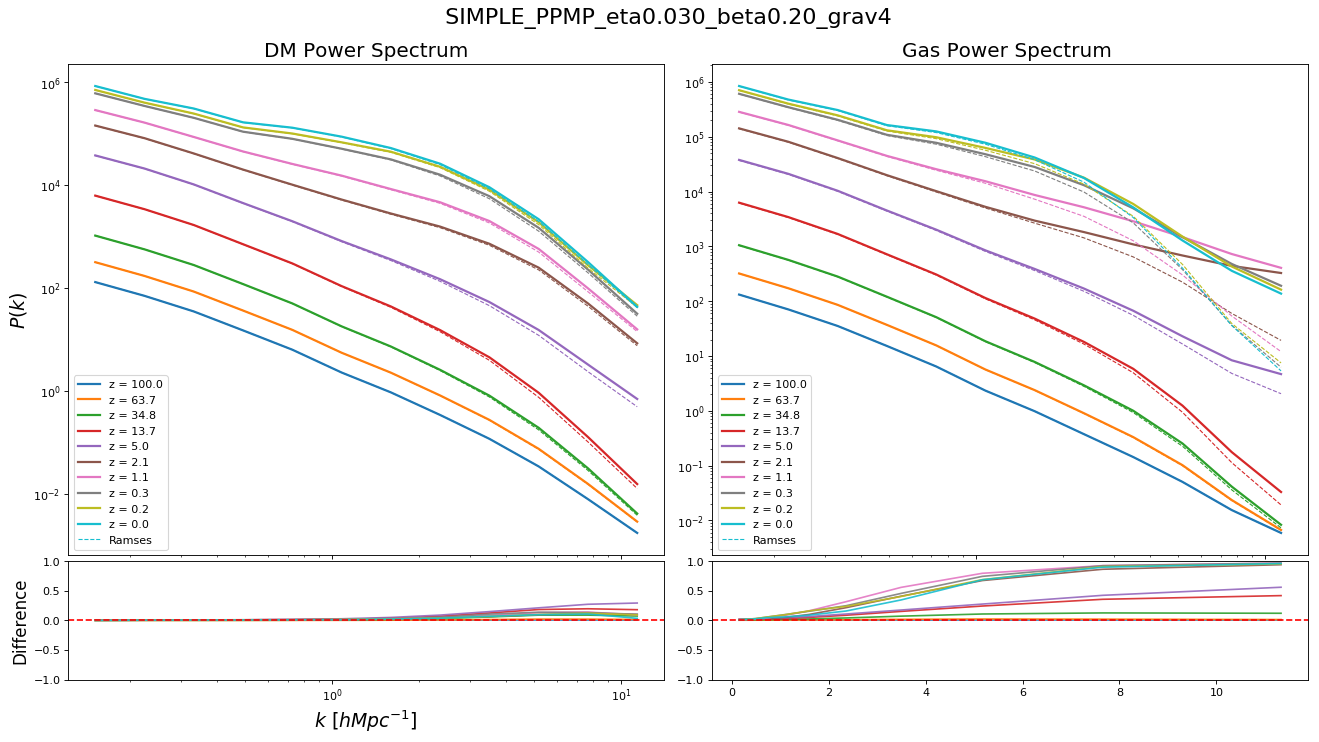 SIMPLE_PPMP_eta0.030_beta0.20_grav4
DM Power Spectrum
Gas Power Spectrum
P(k)
10^6
10^4
10^2
10^0
10^-2
z = 100.0
z = 63.7
z = 34.8
z = 13.7
z = 5.0
z = 2.1
z = 1.1
z = 0.3
z = 0.2
z = 0.0
Ramses
10^6
10^5
10^4
10^3
10^2
10^1
10^0
10^-1
10^-2
z = 100.0
z = 63.7
z = 34.8
z = 13.7
z = 5.0
z = 2.1
z = 1.1
z = 0.3
z = 0.2
z = 0.0
Ramses
Difference
1.0
0.5
0.0
−0.5
−1.0
10^0
10^1
k [hMpc^-1]
1.0
0.5
0.0
−0.5
−1.0
0
2
4
6
8
10